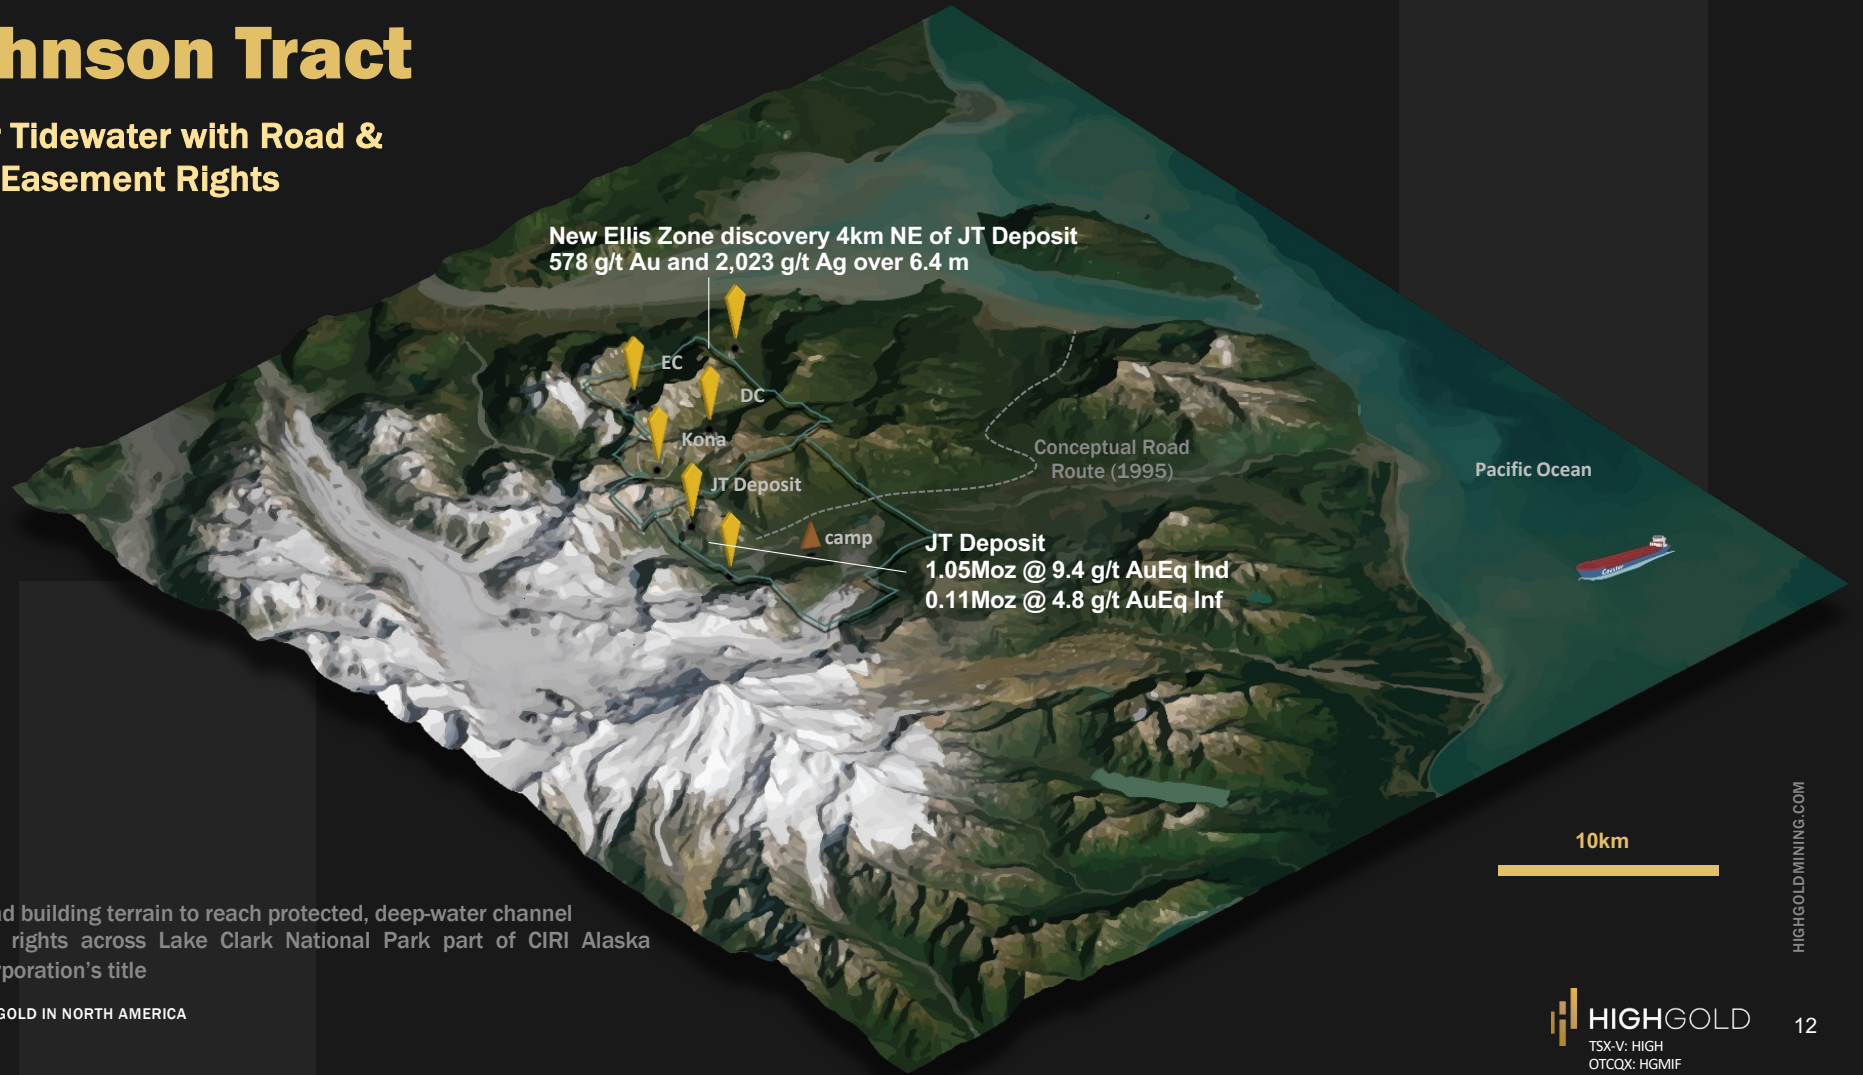 hnson Tract
Tidewater with Road &
Easement Rights
New Ellis Zone discovery 4km NE of JT Deposit
578 g/t Au and 2,023 g/t Ag over 6.4 m
EC
DC
Kona
JT Deposit
Conceptual Road
Route (1995)
camp
Pacific Ocean
Coaster
JT Deposit
1.05Moz @ 9.4 g/t AuEq Ind
0.11Moz @ 4.8 g/t AuEq Inf
10km
HIGHGOLDMINING.COM
nd building terrain to reach protected, deep-water channel
rights across Lake Clark National Park part of CIRI Alaska
rporation's title
GOLD IN NORTH AMERICA
HIGHGOLD
TSX-V: HIGH
OTCQX: HGMIF
12